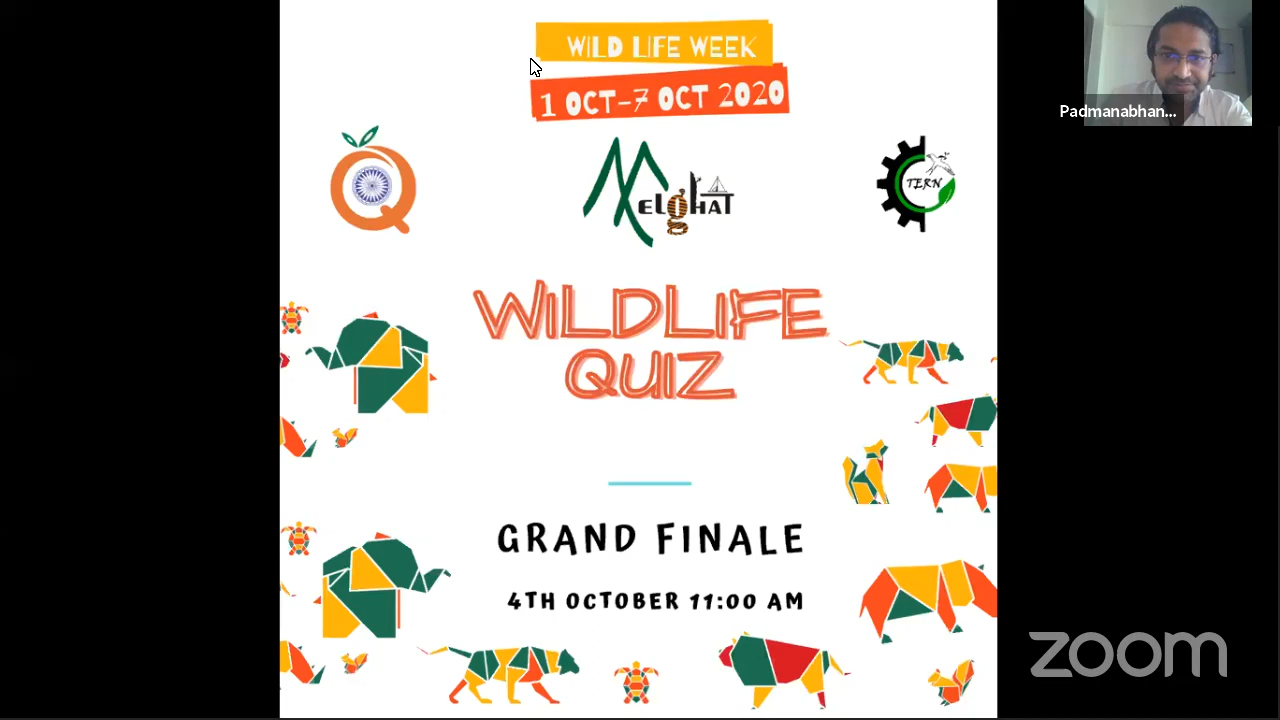 WILD LIFE WEEK
1 OCT-7 OCT 2020
Padmanabhan...
MELgHAT
TERN
WILDLIFE
QUIZ
GRAND FINALE
4TH OCTOBER 11:00 AM
zoom